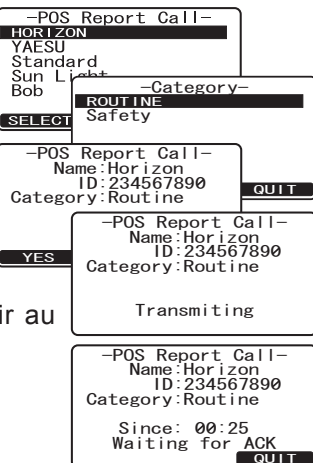 -POS Report Call-
HORIZON
YAESU
Standard
Sun Light
Bob
SELECT
-Category-
ROUTINE
Safety
QUIT
-POS Report Call-
Name:Horizon
ID:234567890
Category:Routine
YES
-POS Report Call-
Name:Horizon
ID:234567890
Category:Routine
Transmiting
ir au
-POS Report Call-
Name:Horizon
ID:234567890
Category:Routine
Since: 00:25
Waiting for ACK
QUIT